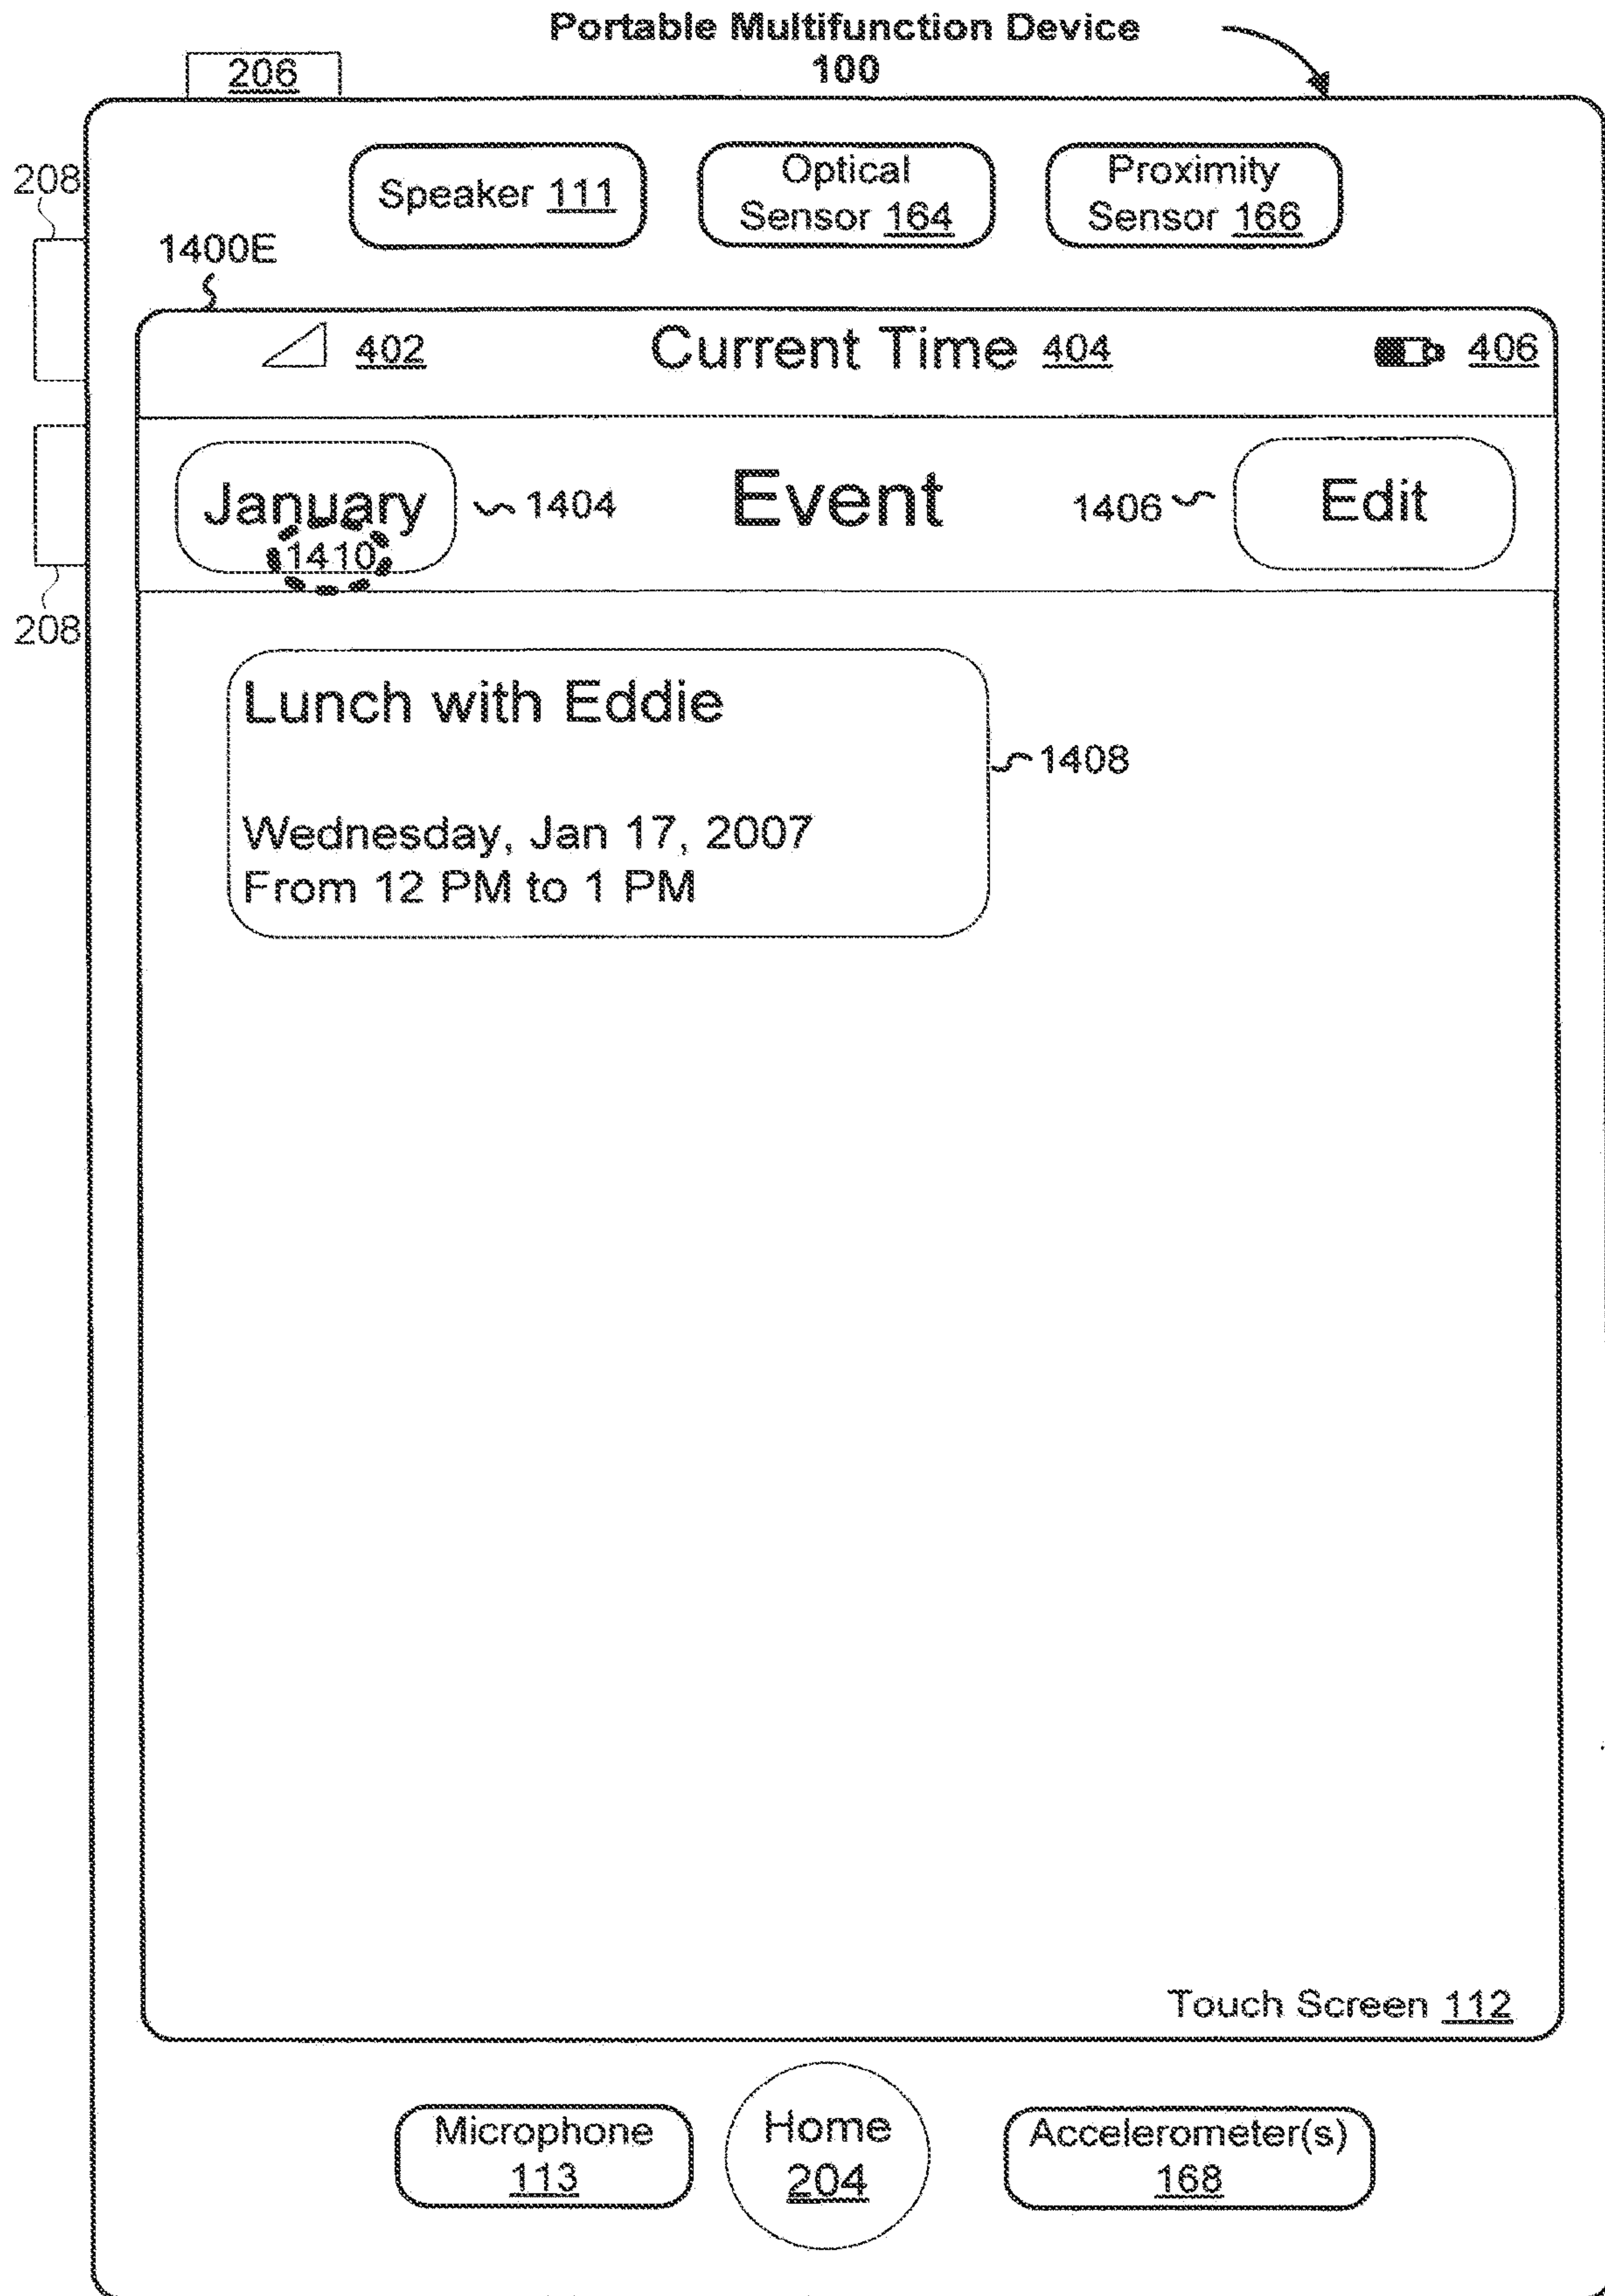 Portable Multifunction Device
100
206
208
Speaker 111
Optical
Sensor 164
Proximity
Sensor 166
1400E
402
Current Time 404
406
January
1404
Event
1406
Edit
1410
208
Lunch with Eddie
1408
Wednesday, Jan 17, 2007
From 12 PM to 1 PM
Touch Screen 112
Microphone
113
Home
204
Accelerometer(s)
168